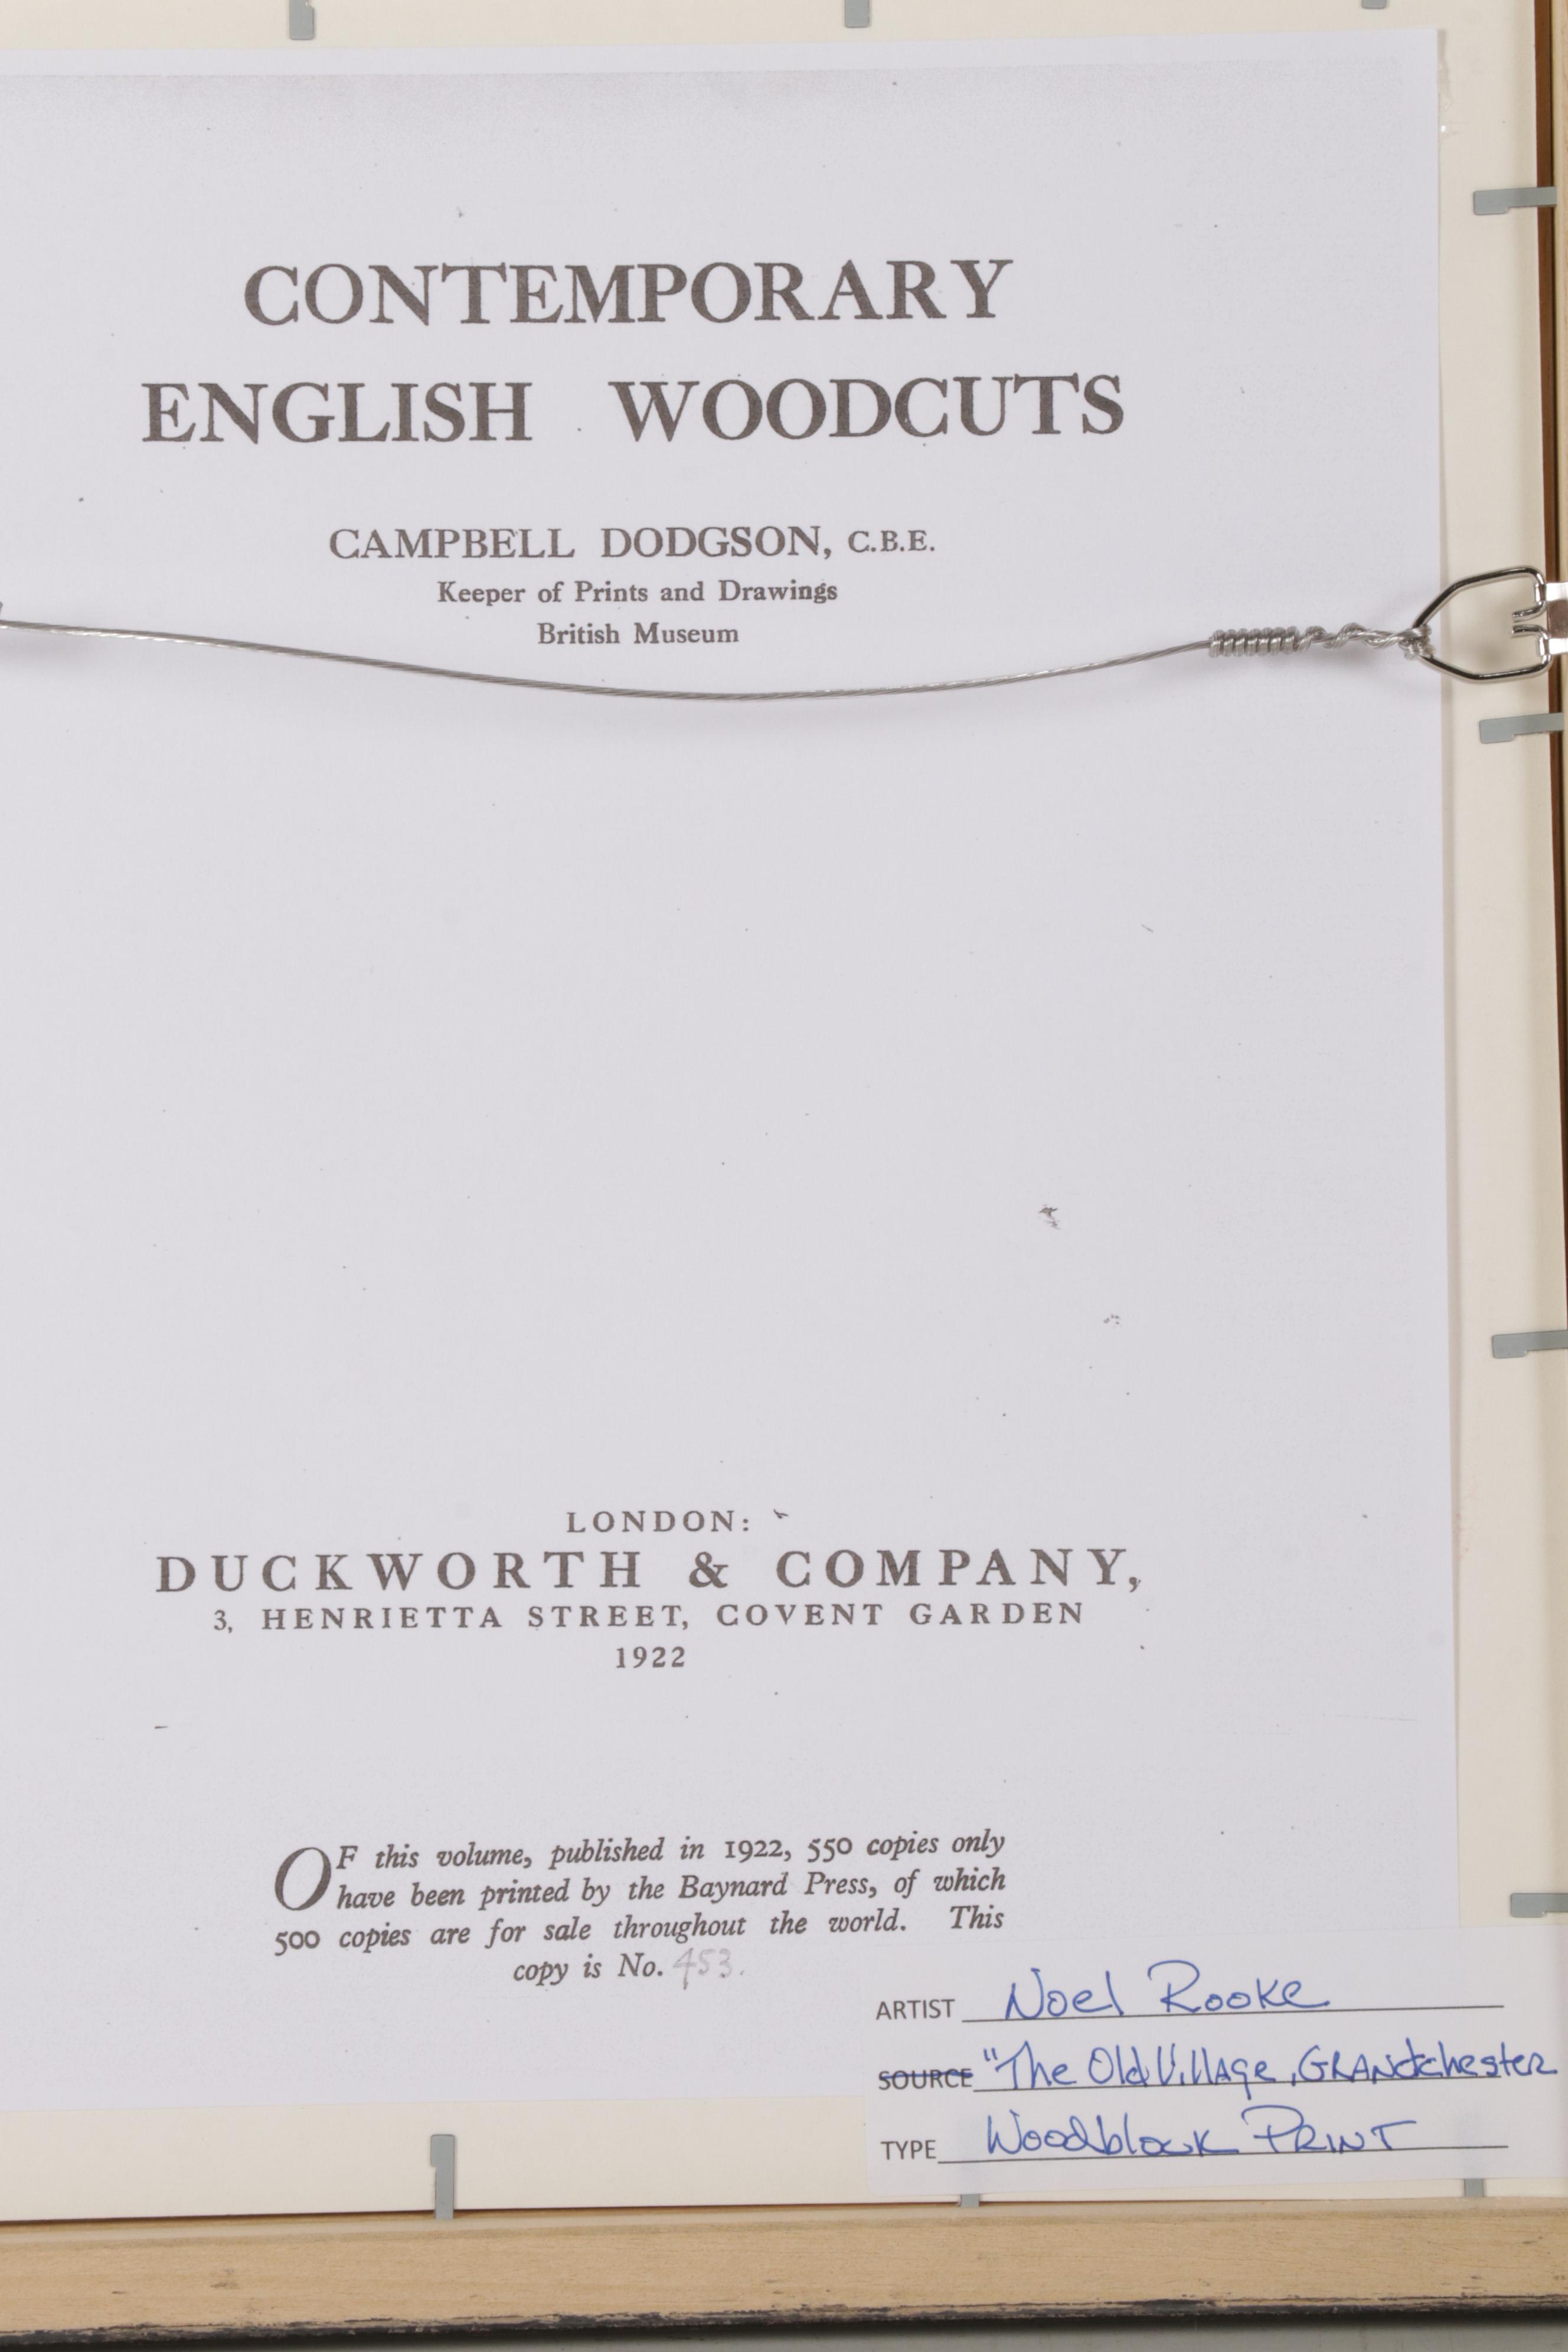 CONTEMPORARY
ENGLISH WOODCUTS
CAMPBELL DODGSON, C.B.E.
Keeper of Prints and Drawings
British Museum
LONDON:
DUCKWORTH & COMPANY,
3, HENRIETTA STREET, COVENT GARDEN
1922
OF this volume, published in 1922, 550 copies only
have been printed by the Baynard Press, of which
500 copies are for sale throughout the world. This
copy is No. 453.
ARTIST Noel Rooke
SOURCE "The Old Village, GRANdchester
TYPE Woodblock PRINT